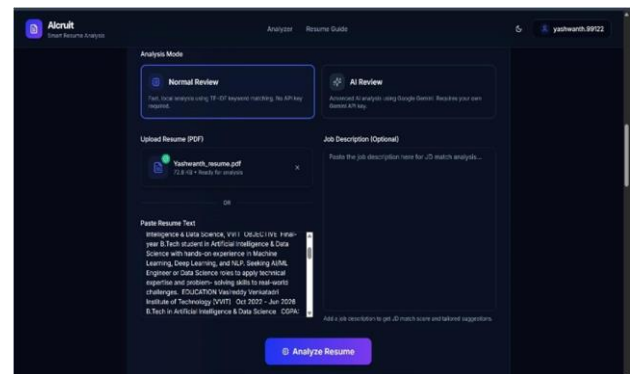 AIcruit
Smart Resume Analysis
Analyzer Resume Guide
yashwanth.99122
Analysis Mode
Normal Review
Fast, local analysis using TF-IDF keyword matching. No API key
required.
AI Review
Advanced AI analysis using Google Gemini. Requires your own
Gemini API key.
Upload Resume (PDF)
Yashwanth_resume.pdf
72.8 KB • Ready for analysis
OR
Paste Resume Text
Intelligence & Data Science, VVIT OBJECTIVE Final-
year B.Tech student in Artificial Intelligence & Data
Science with hands-on experience in Machine
Learning, Deep Learning, and NLP. Seeking AI/ML
Engineer or Data Science roles to apply technical
expertise and problem- solving skills to real-world
challenges. EDUCATION Vasireddy Venkatadri
Institute of Technology (VVIT) Oct 2022 - Jun 2026
B.Tech in Artificial Intelligence & Data Science CGPA:
Job Description (Optional)
Paste the job description here for JD match analysis...
Add a job description to get JD match score and tailored suggestions.
Analyze Resume